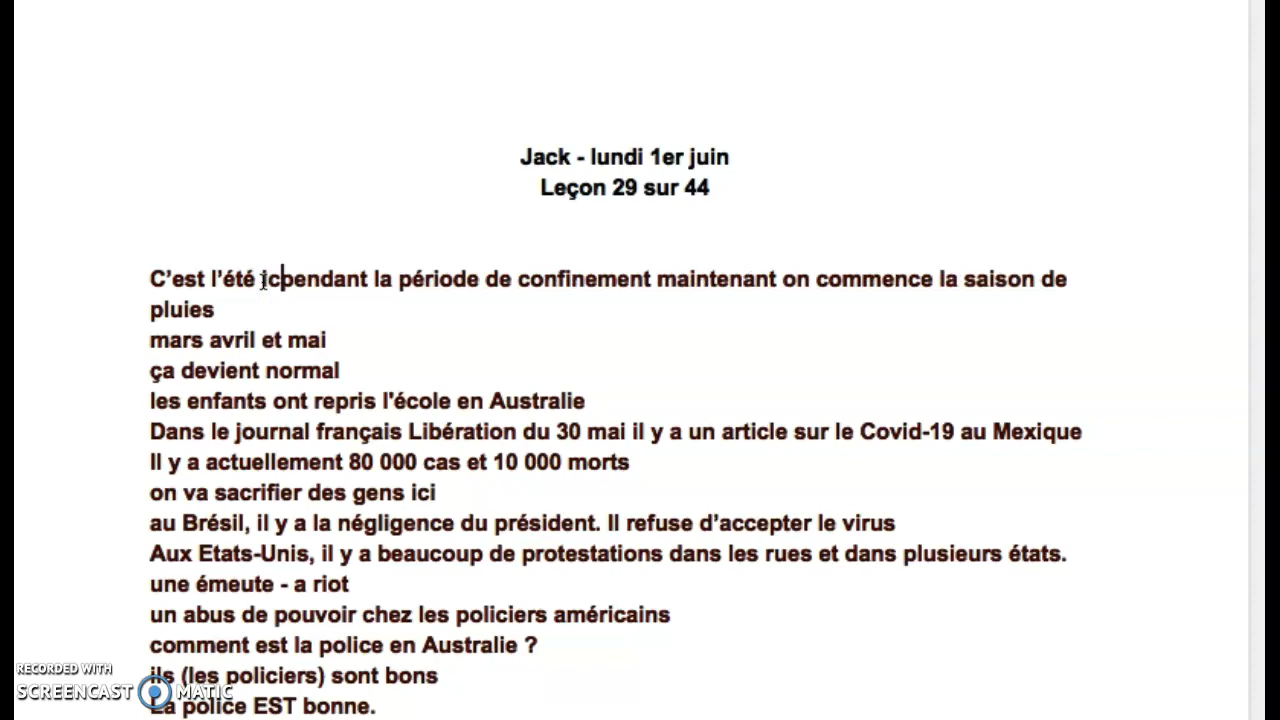 Jack - lundi 1er juin
Leçon 29 sur 44
C’est l’été icpendant la période de confinement maintenant on commence la saison de
pluies
mars avril et mai
ça devient normal
les enfants ont repris l'école en Australie
Dans le journal français Libération du 30 mai il y a un article sur le Covid-19 au Mexique
Il y a actuellement 80 000 cas et 10 000 morts
on va sacrifier des gens ici
au Brésil, il y a la négligence du président. Il refuse d’accepter le virus
Aux Etats-Unis, il y a beaucoup de protestations dans les rues et dans plusieurs états.
une émeute - a riot
un abus de pouvoir chez les policiers américains
comment est la police en Australie ?
ils (les policiers) sont bons
La police EST bonne.
RECORDED WITH
SCREENCAST MATIC